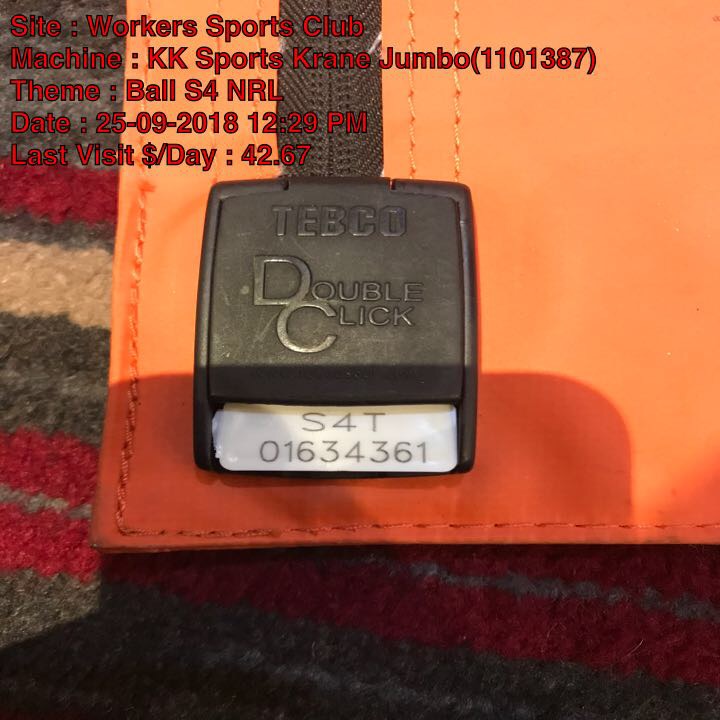 Site : Workers Sports Club
Machine : KK Sports Krane Jumbo(1101387)
Theme : Ball S4 NRL
Date : 25-09-2018 12:29 PM
Last Visit $/Day : 42.67
TEBCO
DOUBLE
CLICK
S4T
01634361